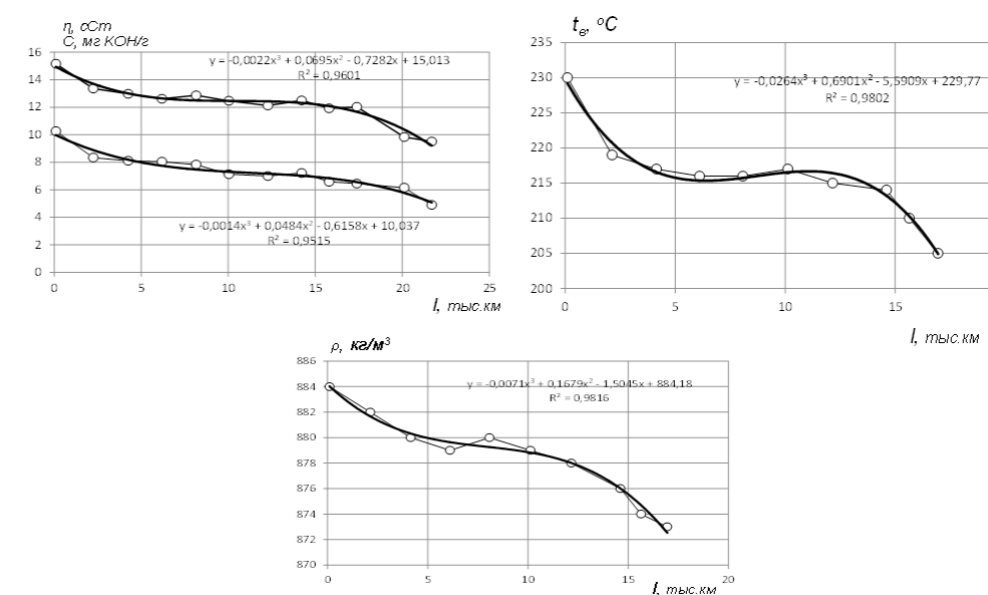 η, сСт
С, мг КОН/г
16
14
12
10
8
6
4
2
0
0 5 10 15 20 25
y = -0,0022x³ + 0,0695x² - 0,7282x + 15,013
R² = 0,9601
y = -0,0014x³ + 0,0484x² - 0,6158x + 10,037
R² = 0,9515
l, тыс.км
tв, °C
235
230
225
220
215
210
205
200
0 5 10 15
y = -0,0264x³ + 0,6901x² - 5,5909x + 229,77
R² = 0,9802
l, тыс.км
ρ, кг/м³
886
884
882
880
878
876
874
872
870
0 5 10 15 20
y = -0,0071x³ + 0,1679x² - 1,5045x + 884,18
R² = 0,9816
l, тыс.км